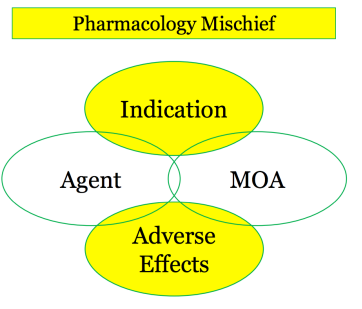 Pharmacology Mischief
Indication
Agent
MOA
Adverse
Effects